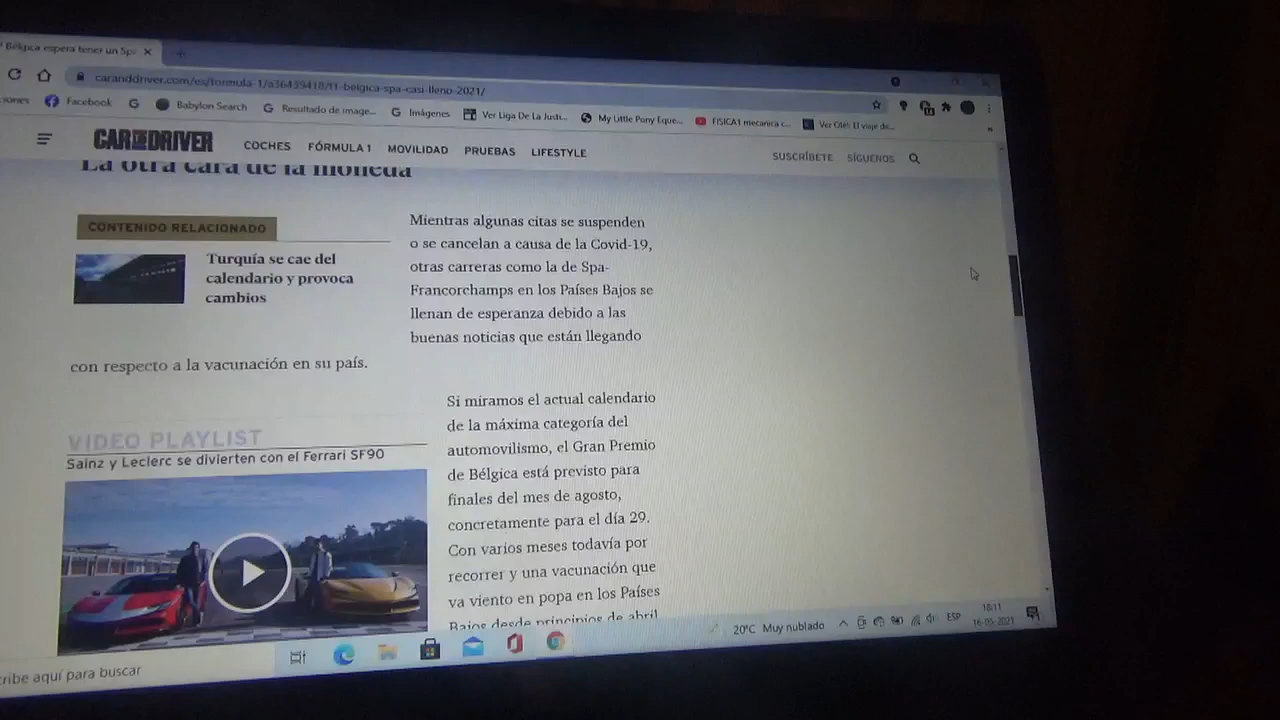 Bélgica espera tener un Sp
caranddriver.com/es/formula-1/a36439418/f1-belgica-spa-casi-lleno-2021/
Facebook
G
Babylon Search
Resultado de image...
Imágenes
Ver Liga De La Justi...
My Little Pony Eque...
FISICA1 mecanica c...
Ver Olé! El viaje de...
CAR AND DRIVER
COCHES FÓRMULA 1 MOVILIDAD PRUEBAS LIFESTYLE
SUSCRÍBETE SÍGUENOS
La otra cara de la moneda
CONTENIDO RELACIONADO
Turquía se cae del
calendario y provoca
cambios
Mientras algunas citas se suspenden
o se cancelan a causa de la Covid-19,
otras carreras como la de Spa-
Francorchamps en los Países Bajos se
llenan de esperanza debido a las
buenas noticias que están llegando
con respecto a la vacunación en su país.
VIDEO PLAYLIST
Sainz y Leclerc se divierten con el Ferrari SF90
Si miramos el actual calendario
de la máxima categoría del
automovilismo, el Gran Premio
de Bélgica está previsto para
finales del mes de agosto,
concretamente para el día 29.
Con varios meses todavía por
recorrer y una vacunación que
va viento en popa en los Países
Bajos desde principios de abril
cribe aquí para buscar
20°C Muy nublado
ESP
16-05-2021